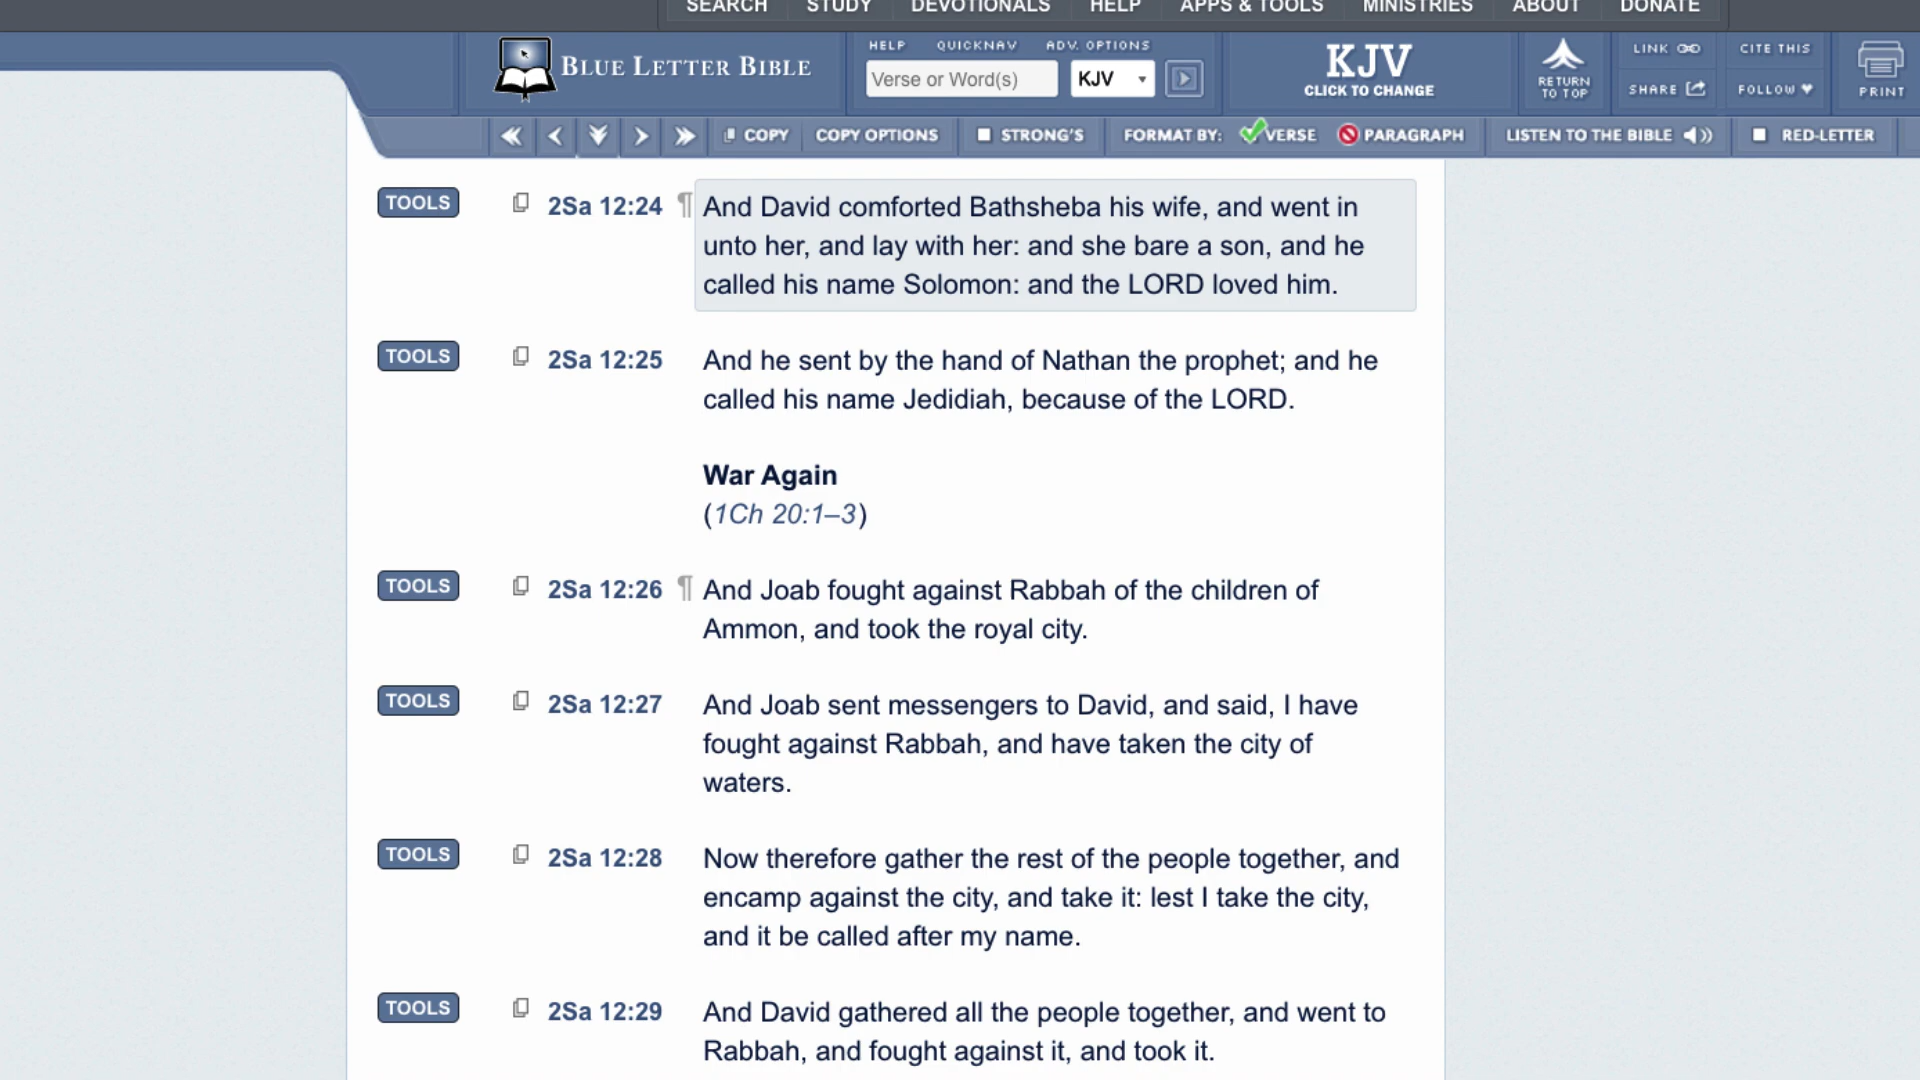 SEARCH STUDY DEVOTIONALS HELP APPS & TOOLS MINISTRIES ABOUT DONATE
BLUE LETTER BIBLE
HELP QUICKNAV ADV. OPTIONS
Verse or Word(s) KJV
KJV
CLICK TO CHANGE
RETURN
TO TOP
LINK
SHARE
CITE THIS
FOLLOW
PRINT
COPY COPY OPTIONS STRONG'S FORMAT BY: VERSE PARAGRAPH LISTEN TO THE BIBLE RED-LETTER
TOOLS 2Sa 12:24 ¶ And David comforted Bathsheba his wife, and went in
unto her, and lay with her: and she bare a son, and he
called his name Solomon: and the LORD loved him.
TOOLS 2Sa 12:25 And he sent by the hand of Nathan the prophet; and he
called his name Jedidiah, because of the LORD.
War Again
(1Ch 20:1–3)
TOOLS 2Sa 12:26 ¶ And Joab fought against Rabbah of the children of
Ammon, and took the royal city.
TOOLS 2Sa 12:27 And Joab sent messengers to David, and said, I have
fought against Rabbah, and have taken the city of
waters.
TOOLS 2Sa 12:28 Now therefore gather the rest of the people together, and
encamp against the city, and take it: lest I take the city,
and it be called after my name.
TOOLS 2Sa 12:29 And David gathered all the people together, and went to
Rabbah, and fought against it, and took it.